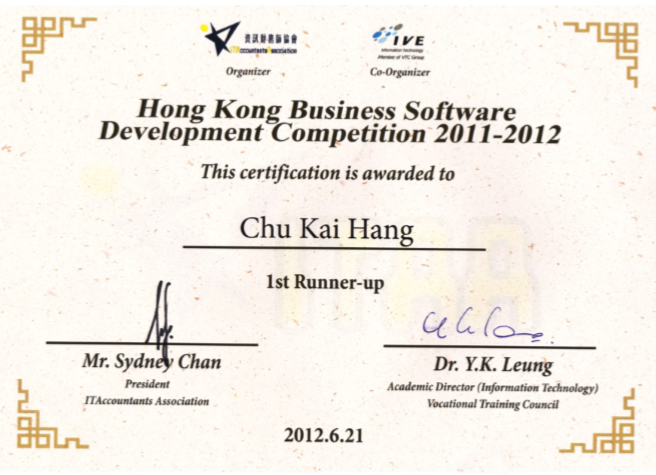 資訊財務師協會
ITAccountants Association
Organizer
IVE
Information Technology
Member of VTC Group
Co-Organizer
Hong Kong Business Software
Development Competition 2011-2012
This certification is awarded to
Chu Kai Hang
1st Runner-up
Mr. Sydney Chan
President
ITAccountants Association
Dr. Y.K. Leung
Academic Director (Information Technology)
Vocational Training Council
2012.6.21